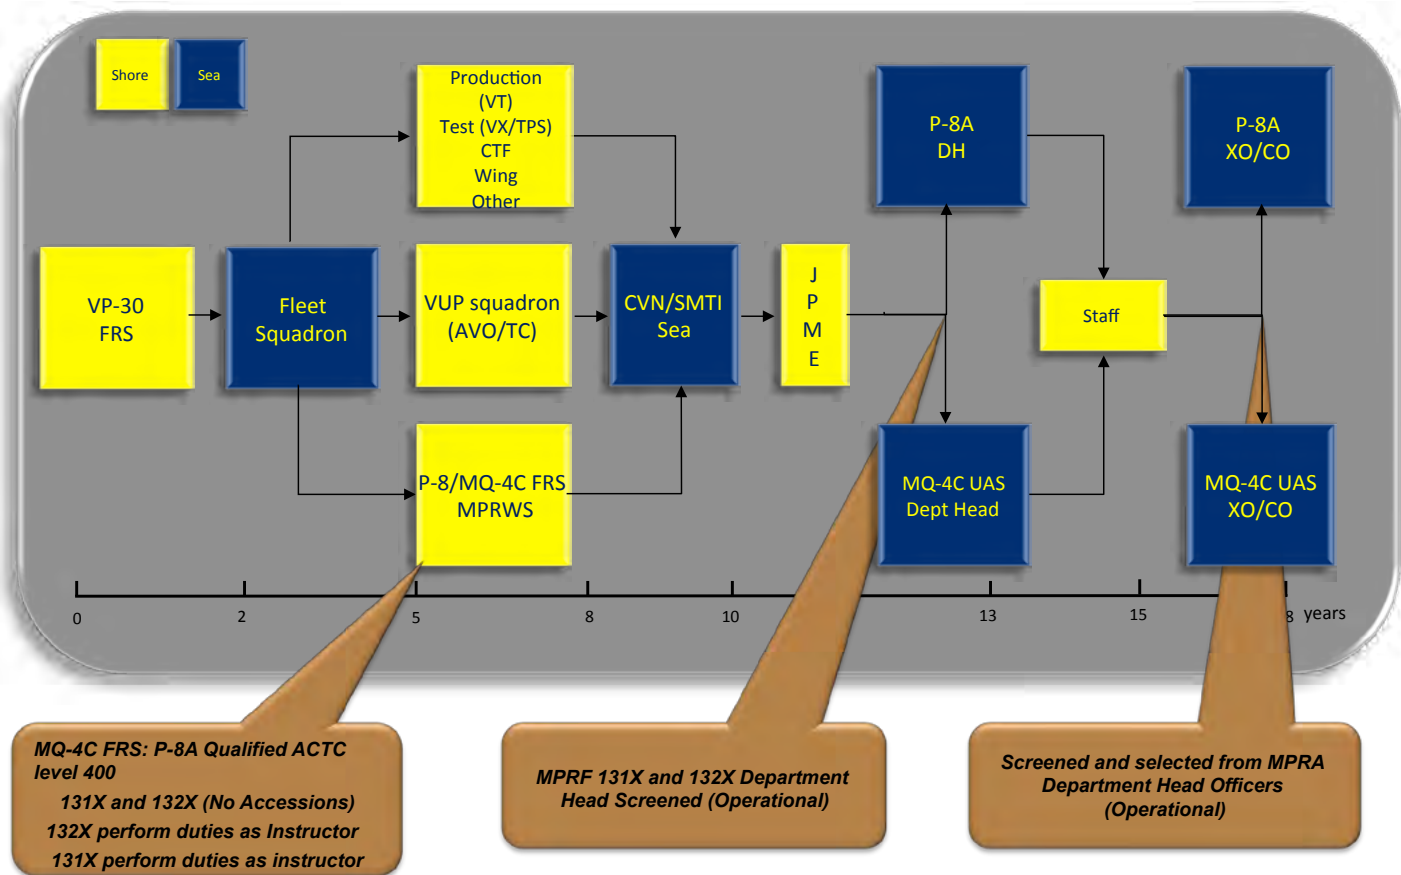 Shore
Sea
Production
(VT)
Test (VX/TPS)
CTF
Wing
Other
P-8A
DH
P-8A
XO/CO
VP-30
FRS
Fleet
Squadron
VUP squadron
(AVO/TC)
CVN/SMTI
Sea
J
P
M
E
Staff
P-8/MQ-4C FRS
MPRWS
MQ-4C UAS
Dept Head
MQ-4C UAS
XO/CO
0 2 5 8 10 13 15 8 years
MQ-4C FRS: P-8A Qualified ACTC
level 400
131X and 132X (No Accessions)
132X perform duties as Instructor
131X perform duties as instructor
MPRF 131X and 132X Department
Head Screened (Operational)
Screened and selected from MPRA
Department Head Officers
(Operational)